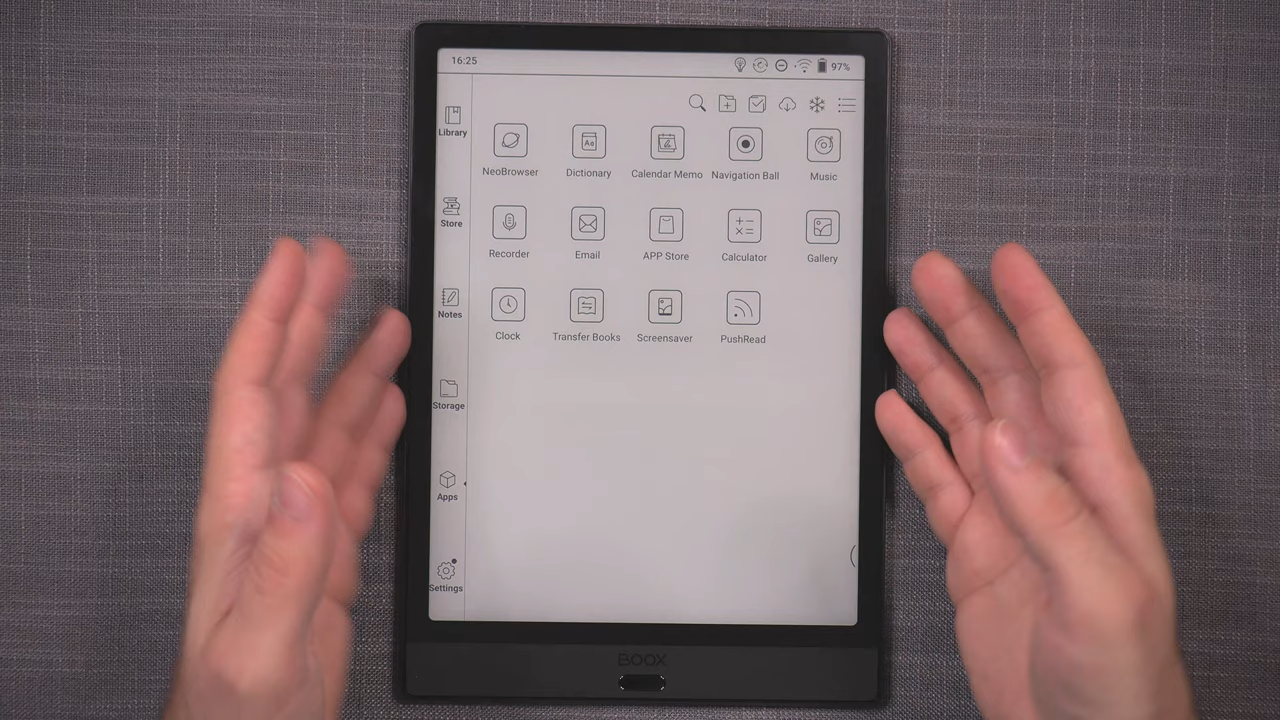 16:25 97%
Library
Store
Notes
Storage
Apps
Settings
NeoBrowser Dictionary Calendar Memo Navigation Ball Music
Recorder Email APP Store Calculator Gallery
Clock Transfer Books Screensaver PushRead
BOOX